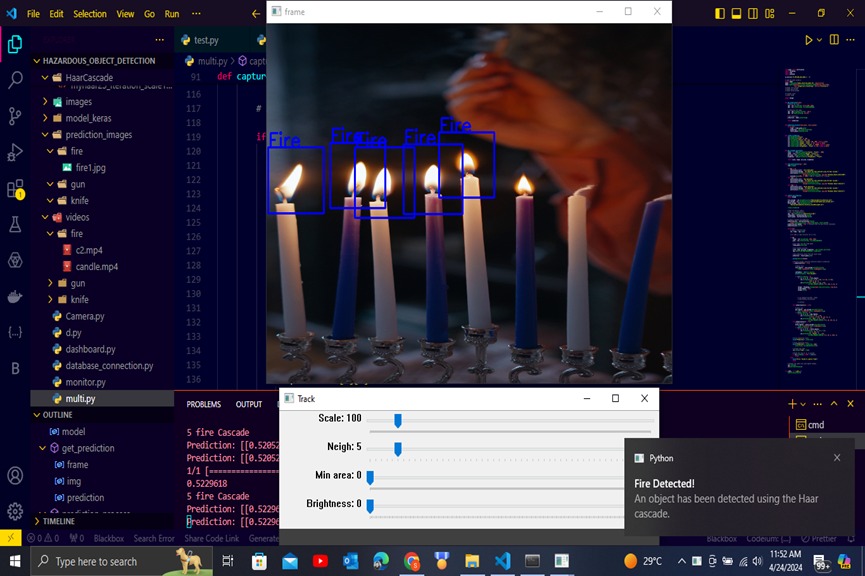 File Edit Selection View Go Run ...
frame
HAZARDOUS_OBJECT_DETECTION
HaarCascade
images
model_keras
prediction_images
fire
fire1.jpg
gun
knife
videos
fire
c2.mp4
candle.mp4
gun
knife
Camera.py
d.py
dashboard.py
database_connection.py
monitor.py
multi.py
OUTLINE
model
get_prediction
frame
img
prediction
TIMELINE
test.py
multi.py
91 def captur
116
117 #
118
119 if
120
121
122
123
124
125
126
127
128
129
130
131
132
133
134
135
136
Fire
Fire
Fire
Fire
Fire
PROBLEMS OUTPUT
5 fire Cascade
Prediction: [[0.52052
Prediction: [[0.5205
1/1 [================
0.5229618
5 fire Cascade
Prediction: [[0.5229
Prediction: [[0.5229
Track
Scale: 100
Neigh: 5
Min area: 0
Brightness: 0
cmd
Python
Fire Detected!
An object has been detected using the Haar
cascade.
0 0 0 Blackbox Search Error Share Code Link Generate
Blackbox Codeium: {...} Prettier
Type here to search
29°C
11:52 AM
4/24/2024
99+